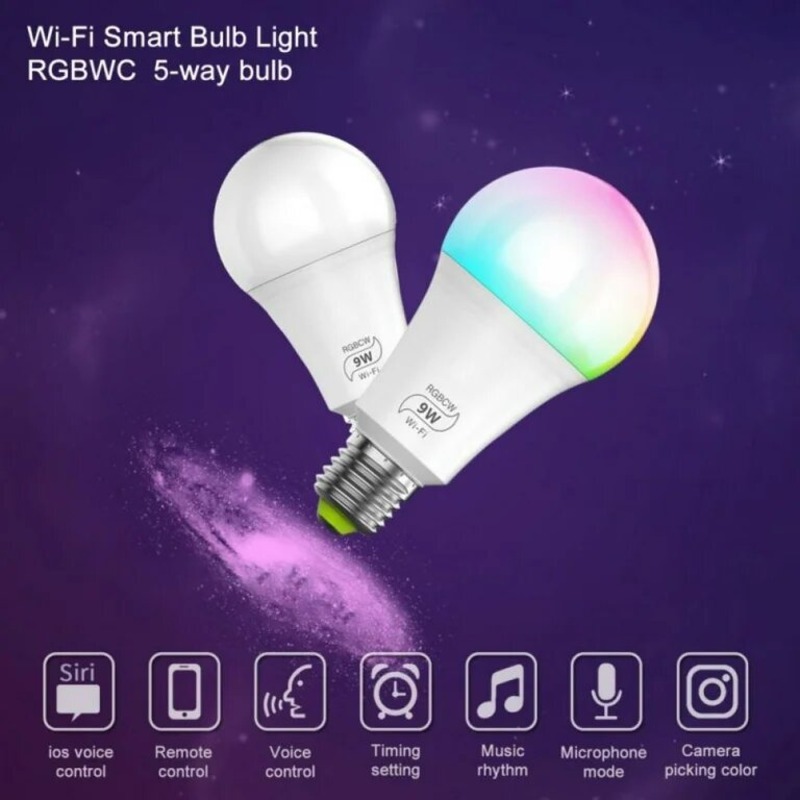 Wi-Fi Smart Bulb Light
RGBWC 5-way bulb
RGBCW
9W
Wi-Fi
RGBCW
9W
Wi-Fi
Siri
ios voice
control
Remote
control
Voice
control
Timing
setting
Music
rhythm
Microphone
mode
Camera
picking color